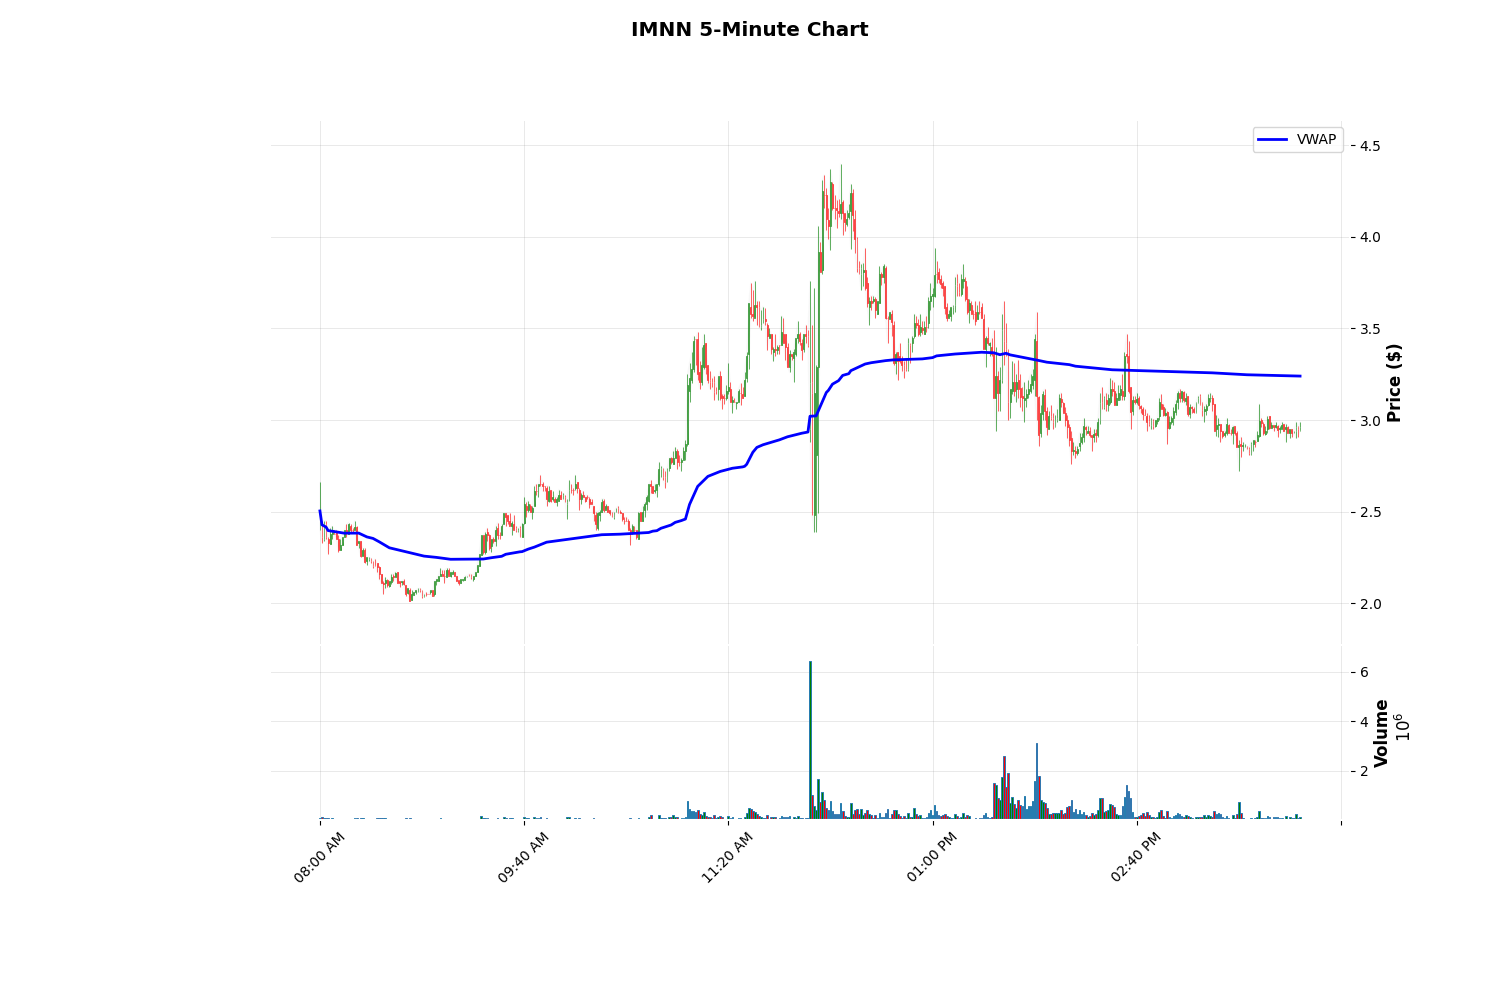 IMNN 5-Minute Chart
VWAP
4.5
4.0
3.5
3.0
2.5
2.0
Price ($)
6
4
2
Volume
10^6
08:00 AM
09:40 AM
11:20 AM
01:00 PM
02:40 PM